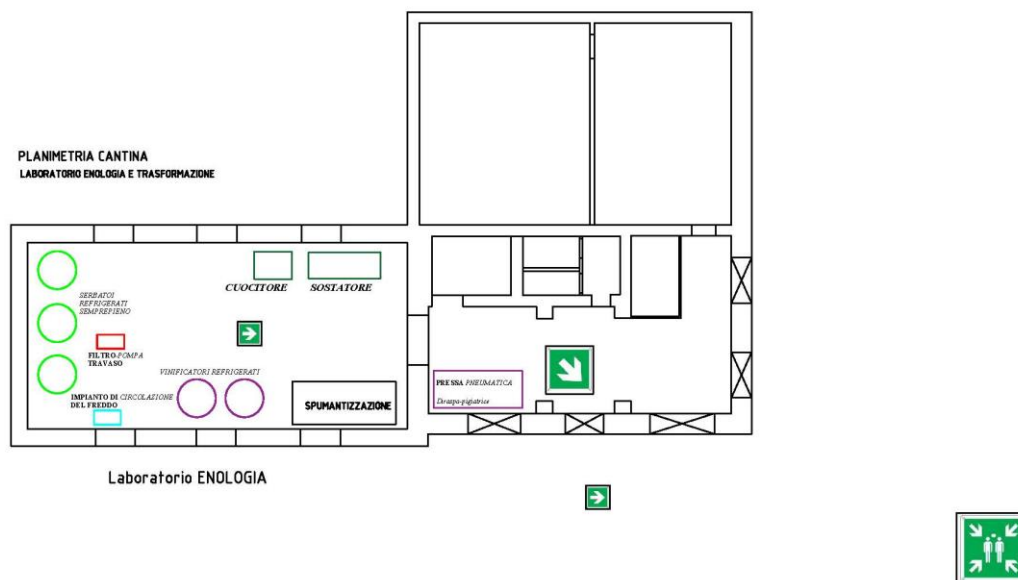 PLANIMETRIA CANTINA
LABORATORIO ENOLOGIA E TRASFORMAZIONE
CUOCITORE
SOSTATORE
SERBATOI
REFRIGERATI
SEMPREPIENO
FILTRO-POMPA
TRAVASO
VINIFICATORI REFRIGERATI
IMPIANTO DI CIRCOLAZIONE
DEL FREDDO
SPUMANTIZZAZIONE
PRESSA PNEUMATICA
Diraspa-pigiatrice
Laboratorio ENOLOGIA